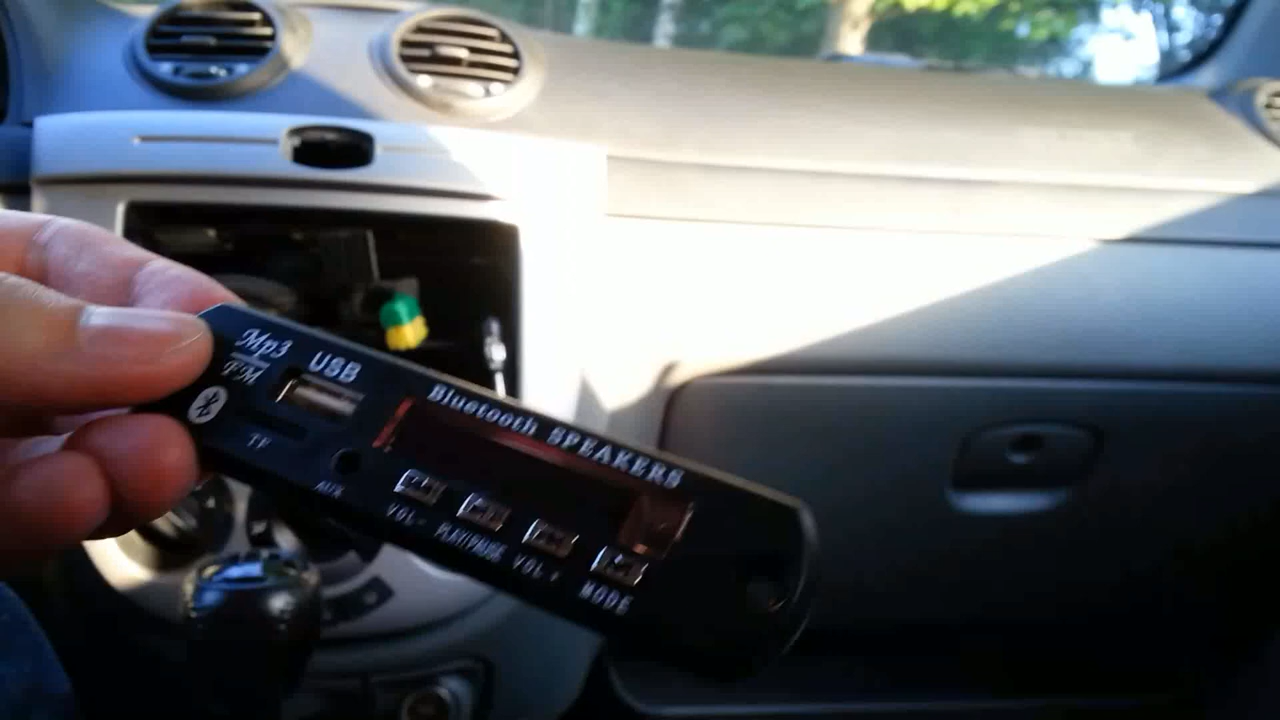 Mp3
FM
USB
Bluetooth SPEAKERS
TF
AUX
VOL-
PLAY/PAUSE
VOL+
MODE